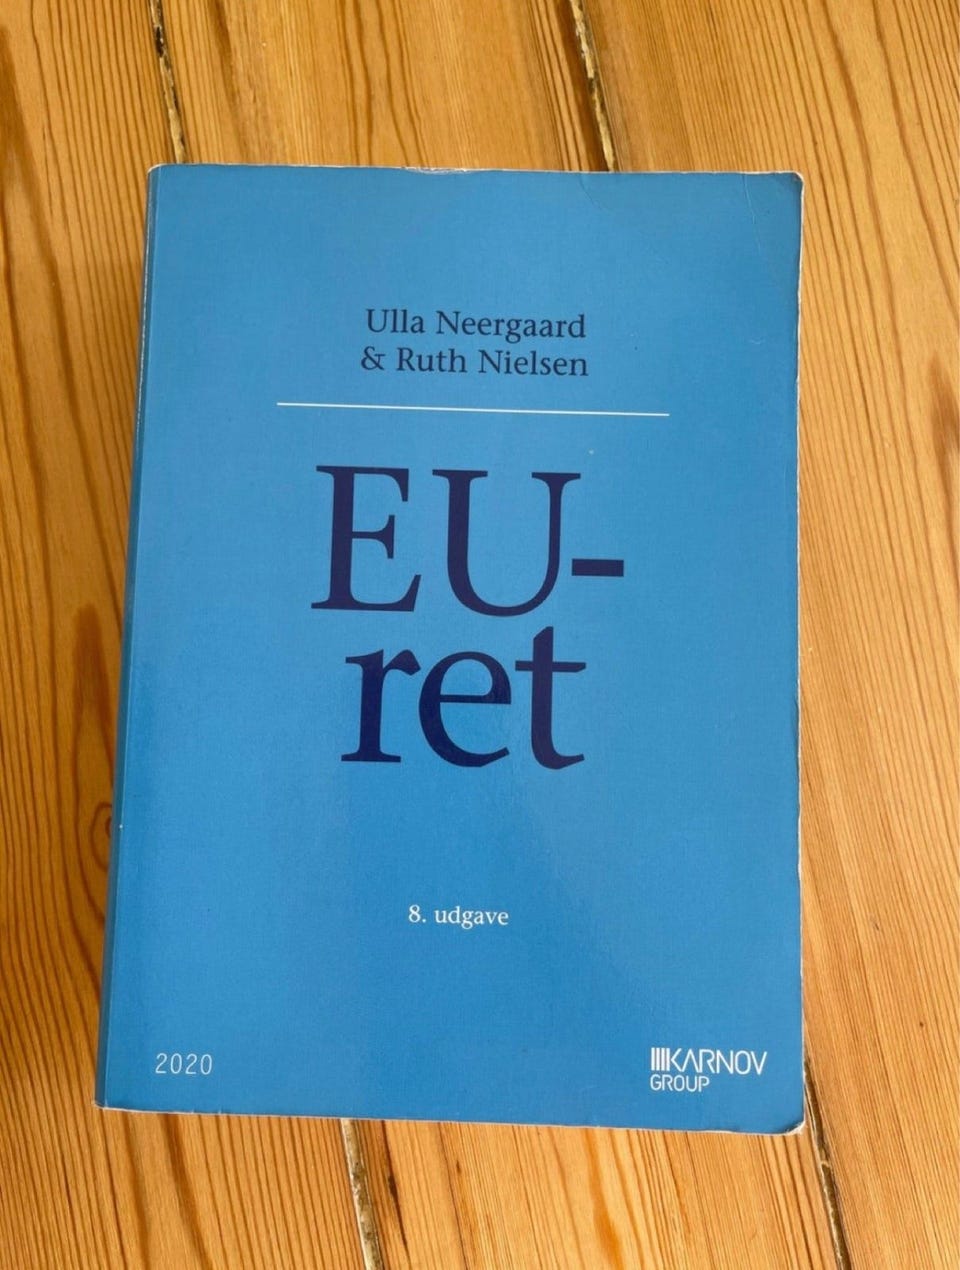 Ulla Neergaard
& Ruth Nielsen
EU-
ret
8. udgave
2020
KARNOV
GROUP